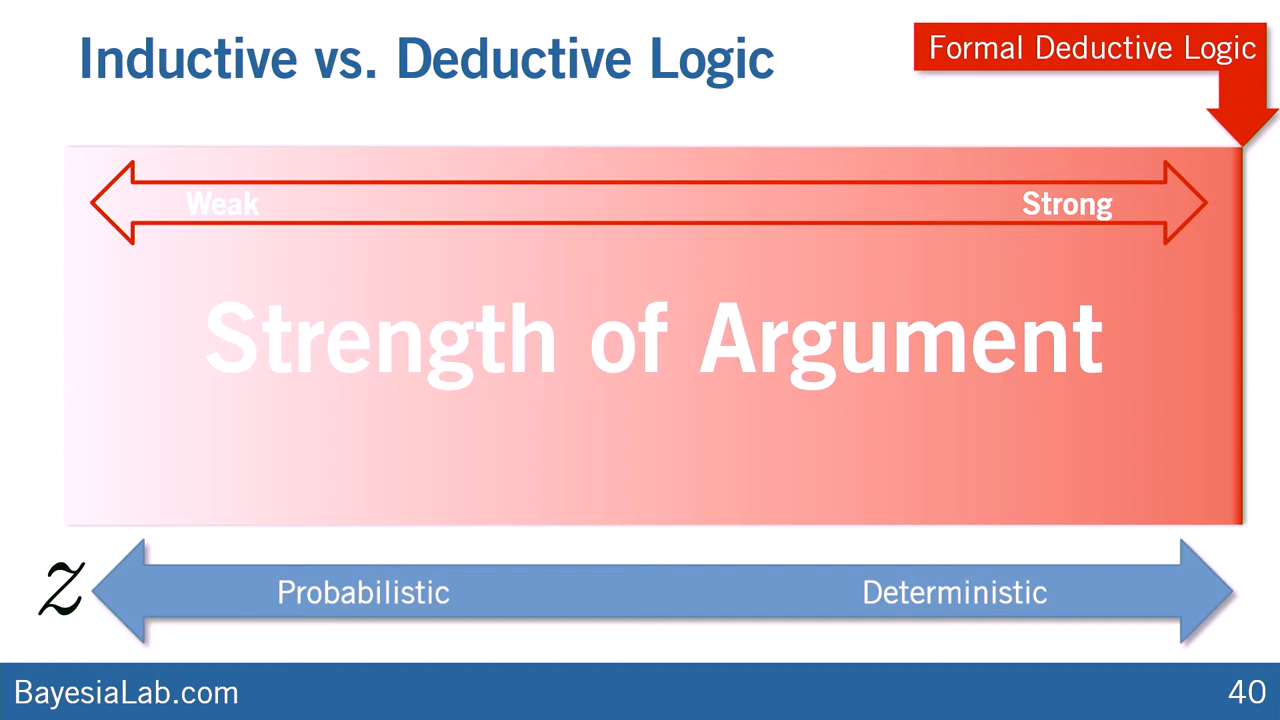 Inductive vs. Deductive Logic
Formal Deductive Logic
Weak
Strong
Strength of Argument
z
Probabilistic
Deterministic
BayesiaLab.com
40